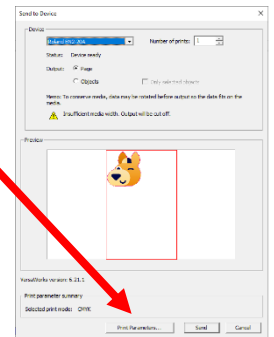 Send to Device
Device
Roland BN2-20A
Number of prints: 1
Status: Device ready
Output: Page
Objects
Only selected objects
Memo: To conserve media, data may be rotated before output so the data fits on the media.
Insufficient media width. Output will be cut off.
Preview
VersaWorks version: 6.21.1
Print parameter summary
Selected print mode: CMYK
Print Parameters...
Send
Cancel